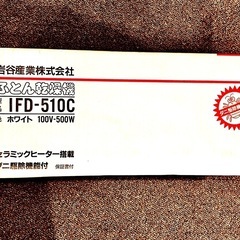 岩谷産業株式会社
ふとん乾燥機
IFD-510C
ホワイト 100V-500W
セラミックヒーター搭載
ダニ駆除機能付 保証書付